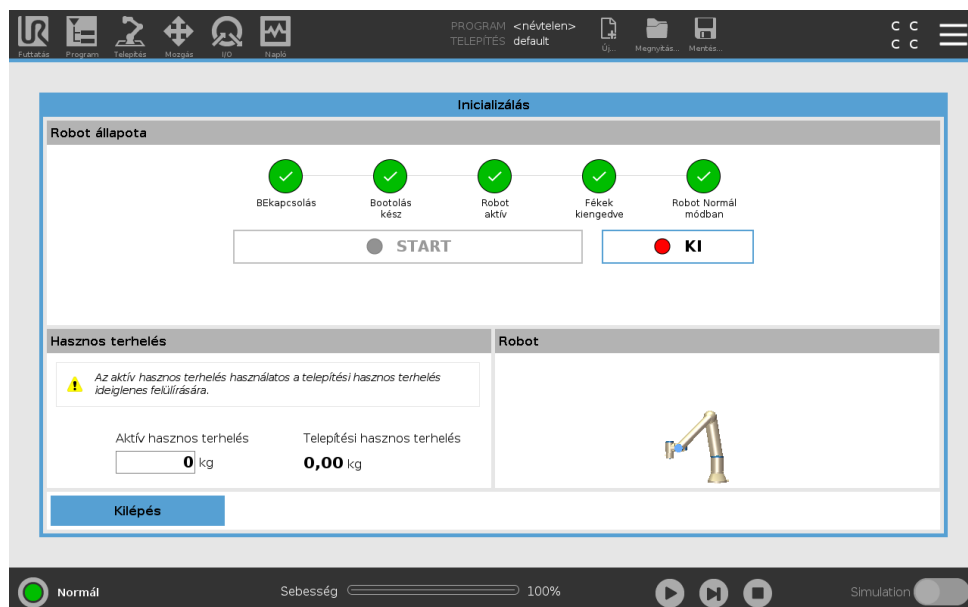 PROGRAM <névtelen>
TELEPÍTÉS default
UR
Futtatás Program Telepítés Mozgás I/O Napló Új... Megnyitás... Mentés...
C C
C C
Inicializálás
Robot állapota
BEkapcsolás
Bootolás
kész
Robot
aktív
Fékek
kiengedve
Robot Normál
módban
START
KI
Hasznos terhelés
Robot
Az aktív hasznos terhelés használatos a telepítési hasznos terhelés
ideiglenes felülírására.
Aktív hasznos terhelés
Telepítési hasznos terhelés
0 kg
0,00 kg
Kilépés
Normál
Sebesség
100%
Simulation